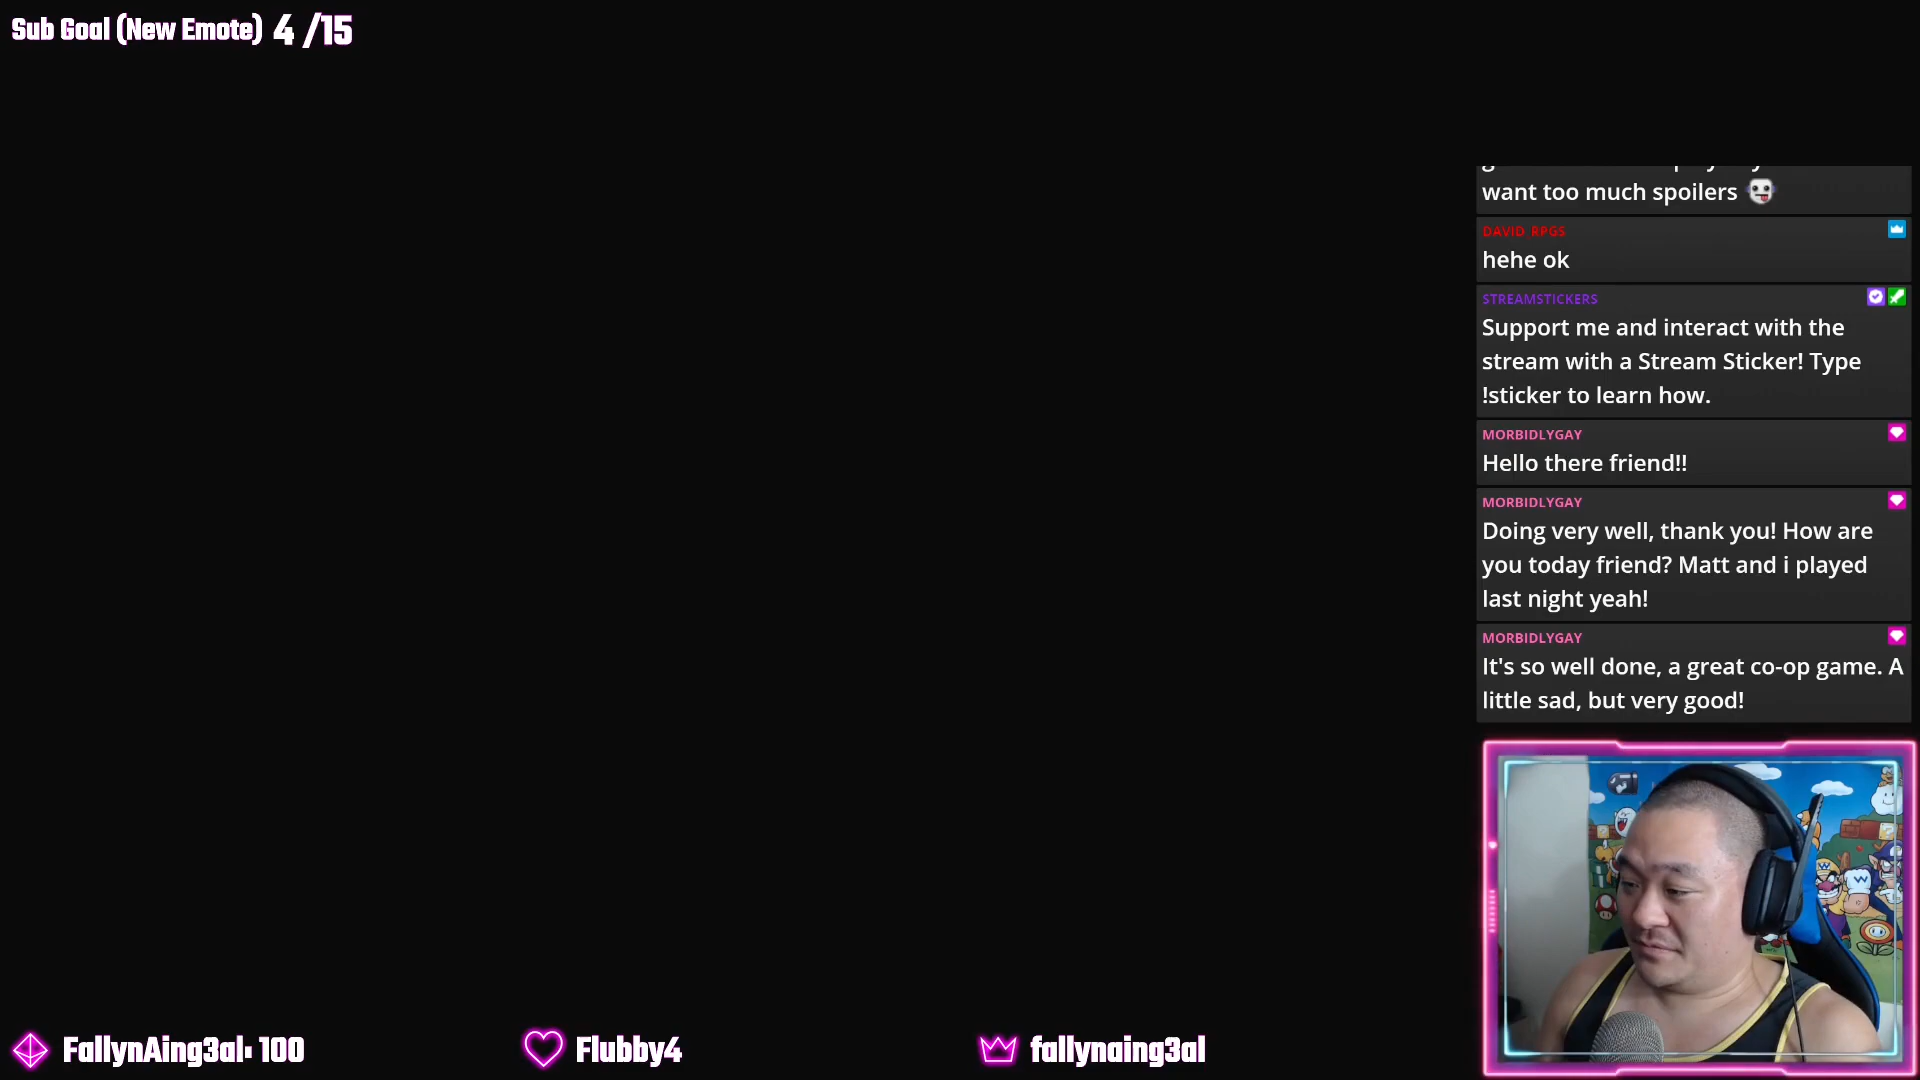 Sub Goal (New Emote) 4 /15
want too much spoilers
DAVID_RPGS
hehe ok
STREAMSTICKERS
Support me and interact with the
stream with a Stream Sticker! Type
!sticker to learn how.
MORBIDLYGAY
Hello there friend!!
MORBIDLYGAY
Doing very well, thank you! How are
you today friend? Matt and i played
last night yeah!
MORBIDLYGAY
It's so well done, a great co-op game. A
little sad, but very good!
FallynAing3al: 100
Flubby4
fallynaing3al